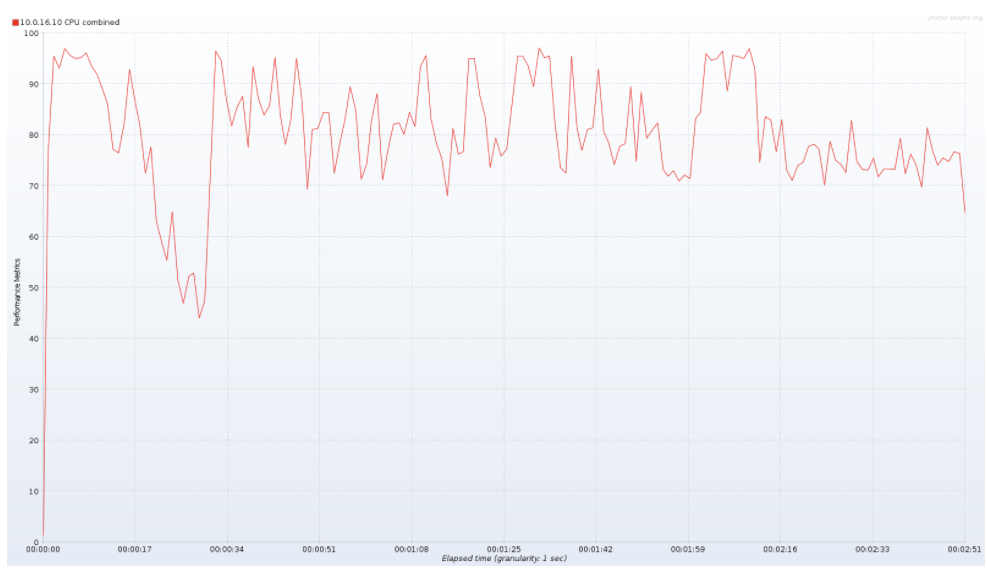 jmeter-plugins.org
10.0.16.10 CPU combined
100
90
80
70
60
50
40
30
20
10
0
Performance Metrics
00:00:00 00:00:17 00:00:34 00:00:51 00:01:08 00:01:25 00:01:42 00:01:59 00:02:16 00:02:33 00:02:51
Elapsed time (granularity: 1 sec)